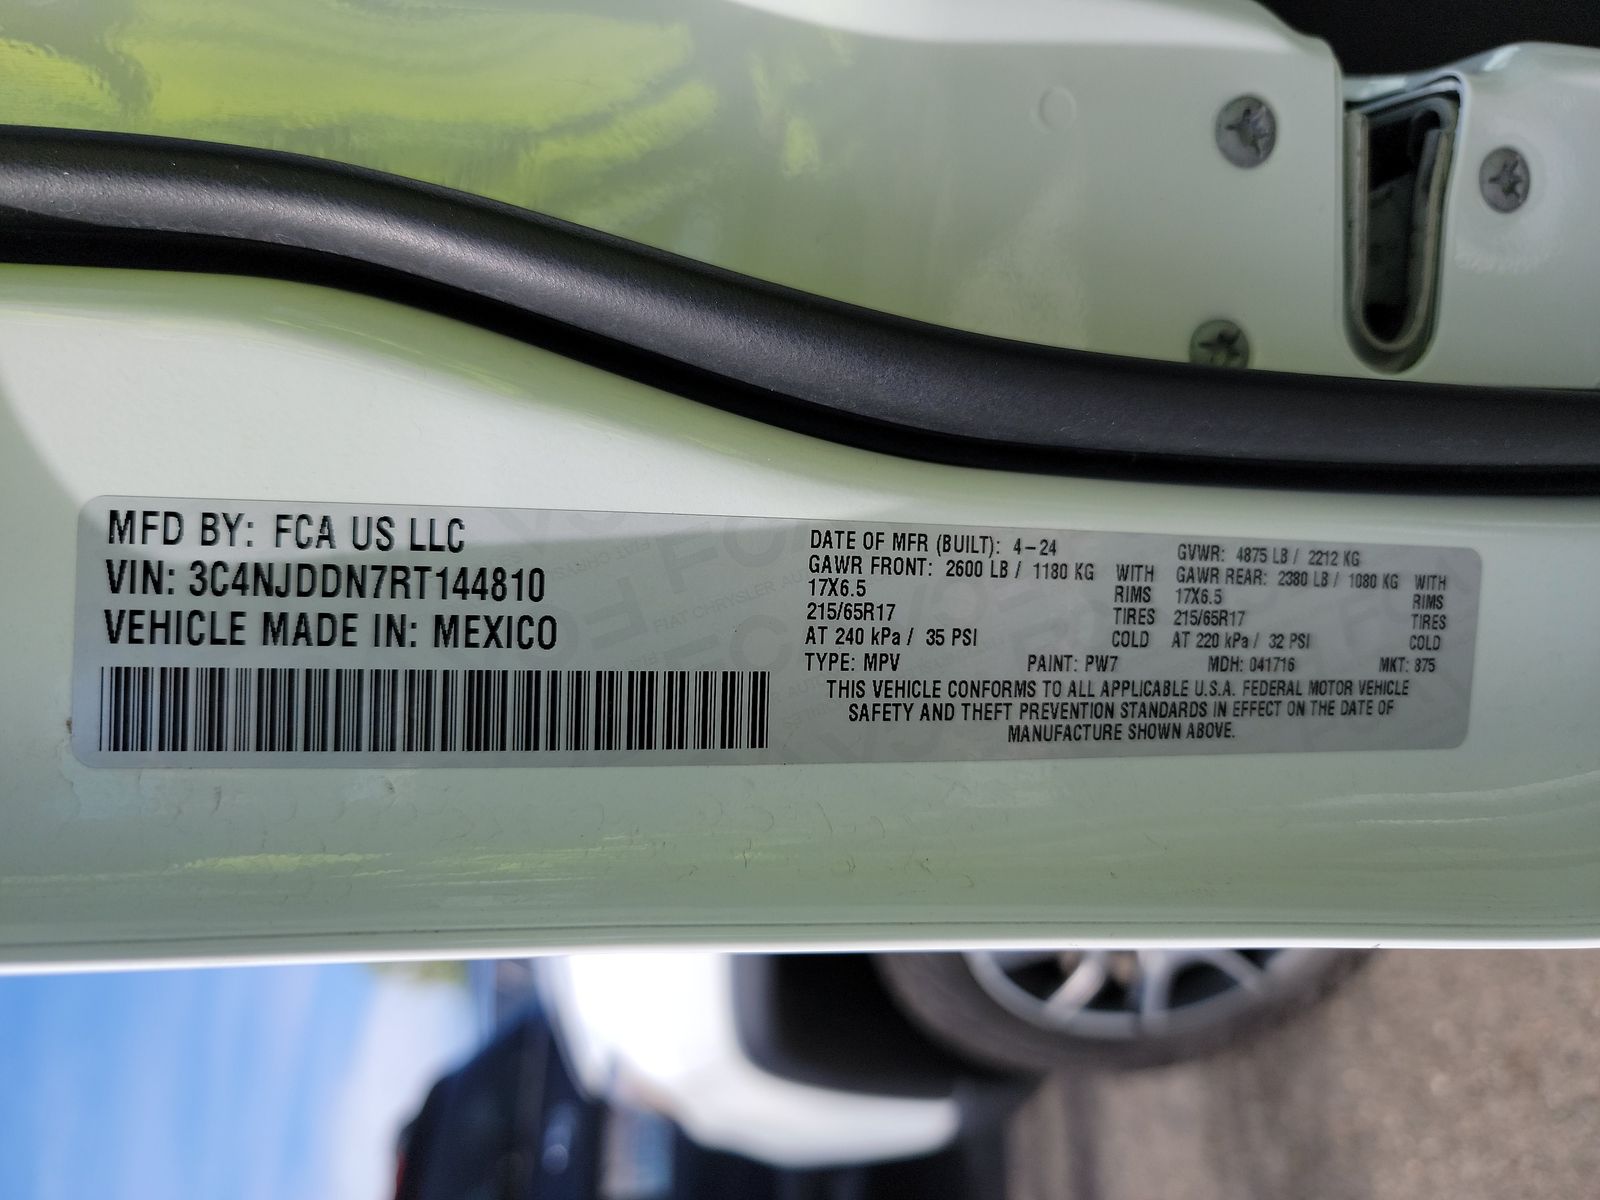 MFD BY: FCA US LLC
VIN: 3C4NJDDN7RT144810
VEHICLE MADE IN: MEXICO
DATE OF MFR (BUILT): 4-24 GVWR: 4875 LB / 2212 KG
GAWR FRONT: 2600 LB / 1180 KG WITH GAWR REAR: 2380 LB / 1080 KG WITH
17X6.5 RIMS 17X6.5 RIMS
215/65R17 TIRES 215/65R17 TIRES
AT 240 kPa / 35 PSI COLD AT 220 kPa / 32 PSI COLD
TYPE: MPV PAINT: PW7 MDH: 041716 MKT: 875
THIS VEHICLE CONFORMS TO ALL APPLICABLE U.S.A. FEDERAL MOTOR VEHICLE
SAFETY AND THEFT PREVENTION STANDARDS IN EFFECT ON THE DATE OF
MANUFACTURE SHOWN ABOVE.